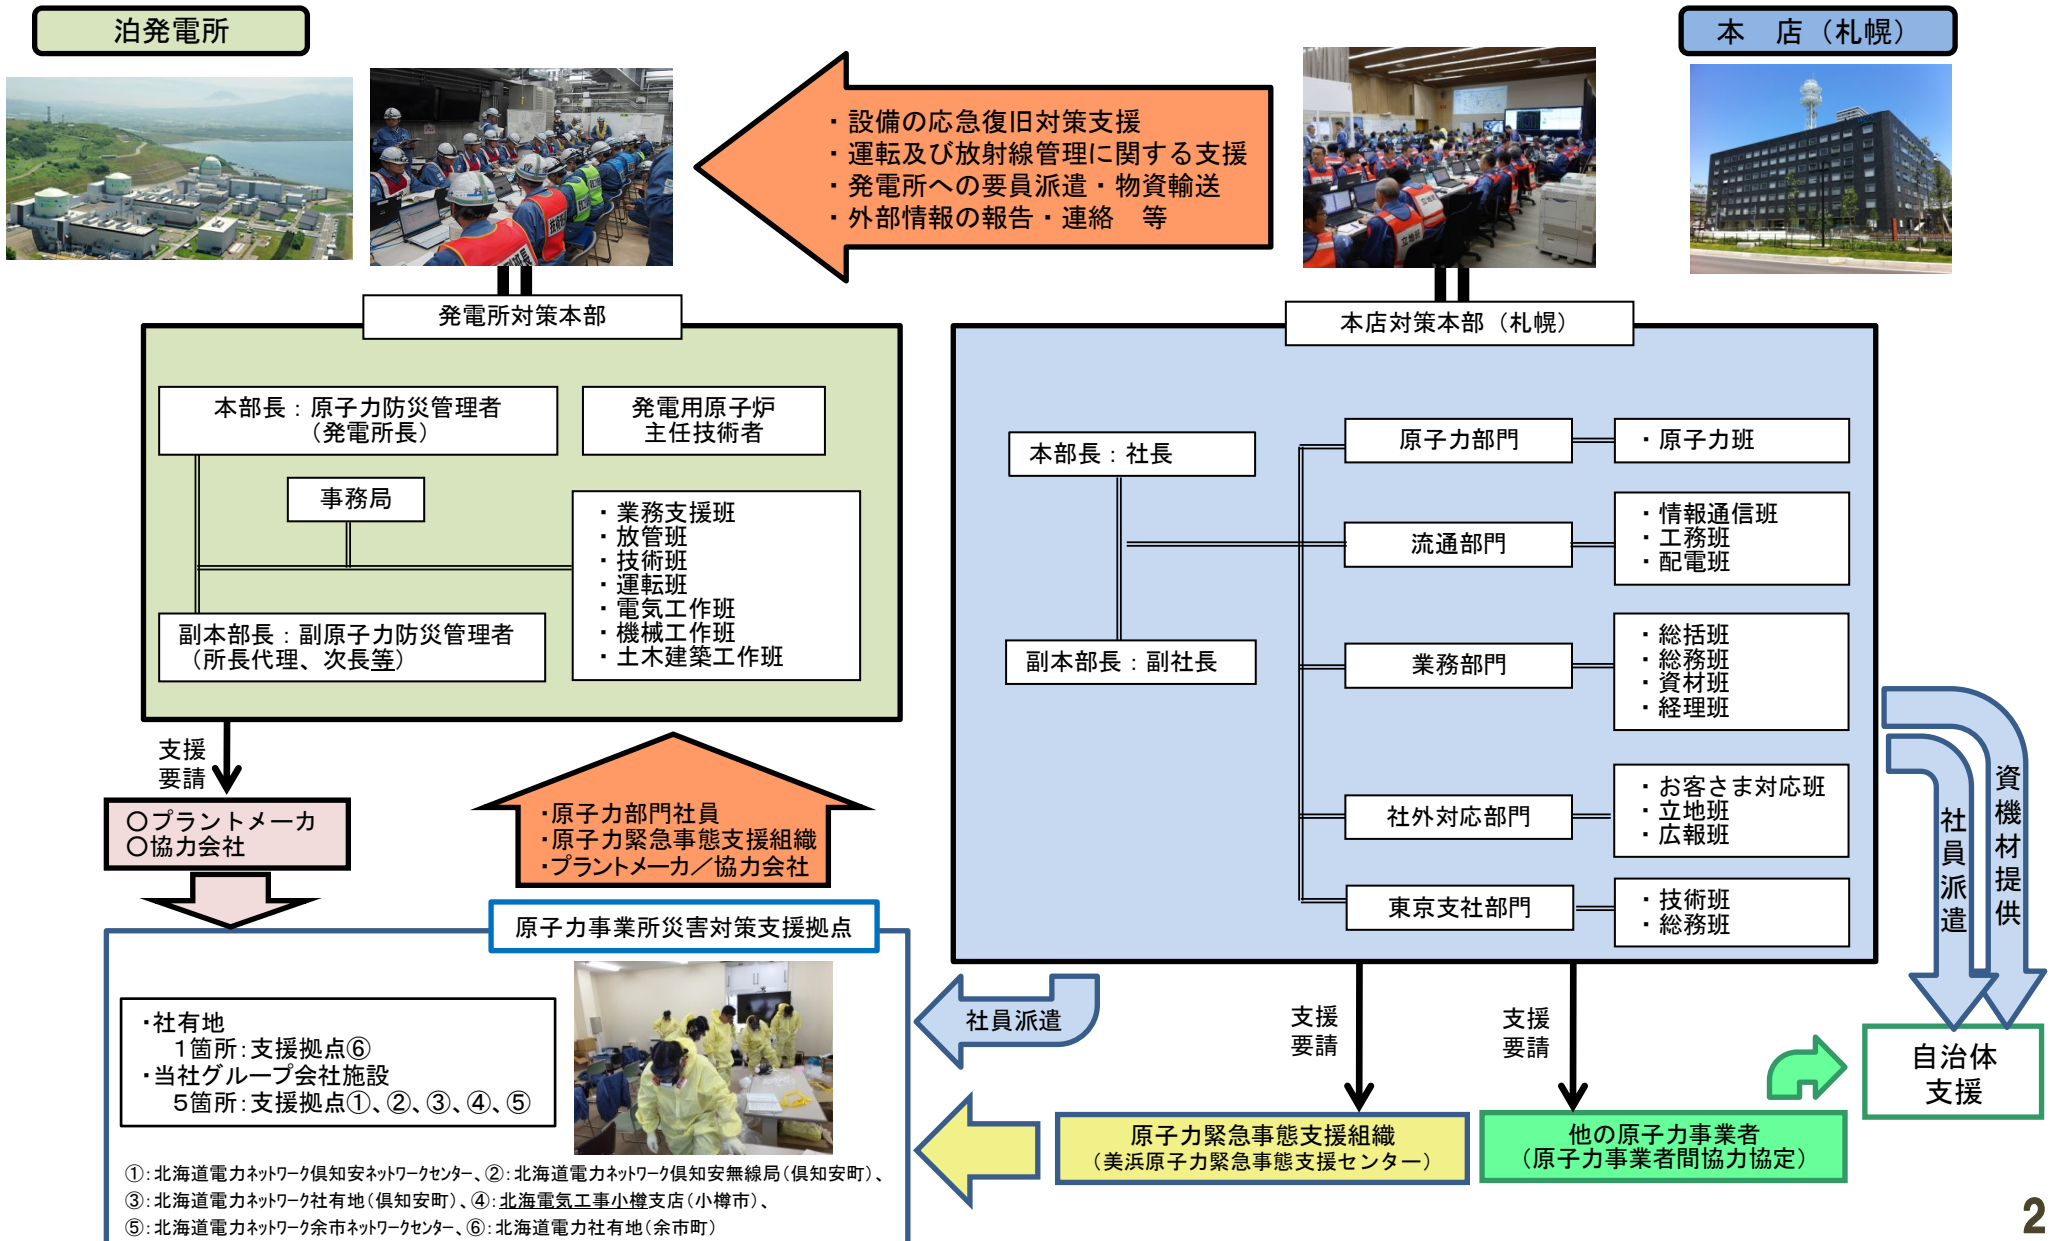 泊発電所
本　店（札幌）
・設備の応急復旧対策支援
・運転及び放射線管理に関する支援
・発電所への要員派遣・物資輸送
・外部情報の報告・連絡　等
発電所対策本部
本部長：原子力防災管理者
（発電所長）
発電用原子炉
主任技術者
事務局
・業務支援班
・放管班
・技術班
・運転班
・電気工作班
・機械工作班
・土木建築工作班
副本部長：副原子力防災管理者
（所長代理、次長等）
本店対策本部（札幌）
本部長：社長
副本部長：副社長
原子力部門
・原子力班
流通部門
・情報通信班
・工務班
・配電班
業務部門
・総括班
・総務班
・資材班
・経理班
社外対応部門
・お客さま対応班
・立地班
・広報班
東京支社部門
・技術班
・総務班
支援
要請
○プラントメーカ
○協力会社
・原子力部門社員
・原子力緊急事態支援組織
・プラントメーカ／協力会社
原子力事業所災害対策支援拠点
・社有地
1箇所：支援拠点⑥
・当社グループ会社施設
5箇所：支援拠点①、②、③、④、⑤
①：北海道電力ネットワーク倶知安ネットワークセンター、②：北海道電力ネットワーク倶知安無線局（倶知安町）、
③：北海道電力ネットワーク社有地（倶知安町）、④：北海電気工事小樽支店（小樽市）、
⑤：北海道電力ネットワーク余市ネットワークセンター、⑥：北海道電力社有地（余市町）
社員派遣
支援
要請
支援
要請
原子力緊急事態支援組織
（美浜原子力緊急事態支援センター）
他の原子力事業者
（原子力事業者間協力協定）
社員派遣
資機材提供
自治体
支援
2